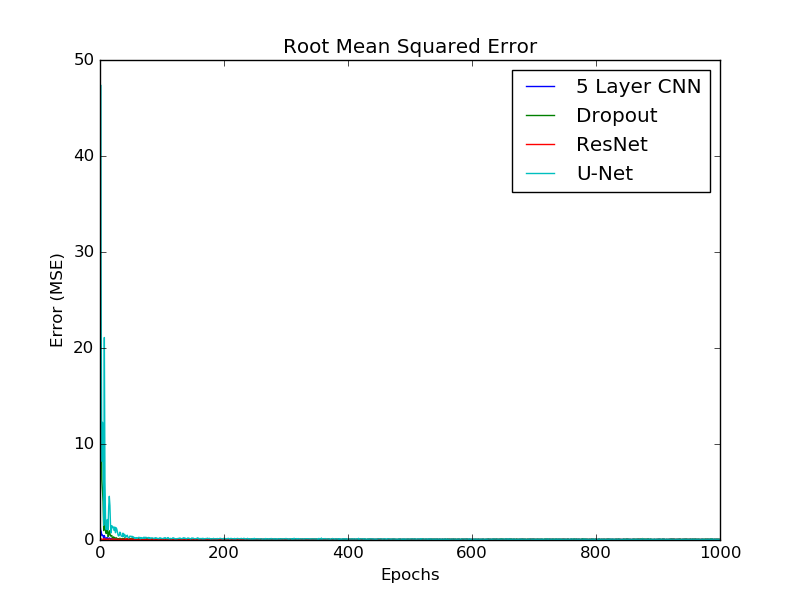 Root Mean Squared Error
50
40
30
20
10
0
Error (MSE)
5 Layer CNN
Dropout
ResNet
U-Net
0 200 400 600 800 1000
Epochs